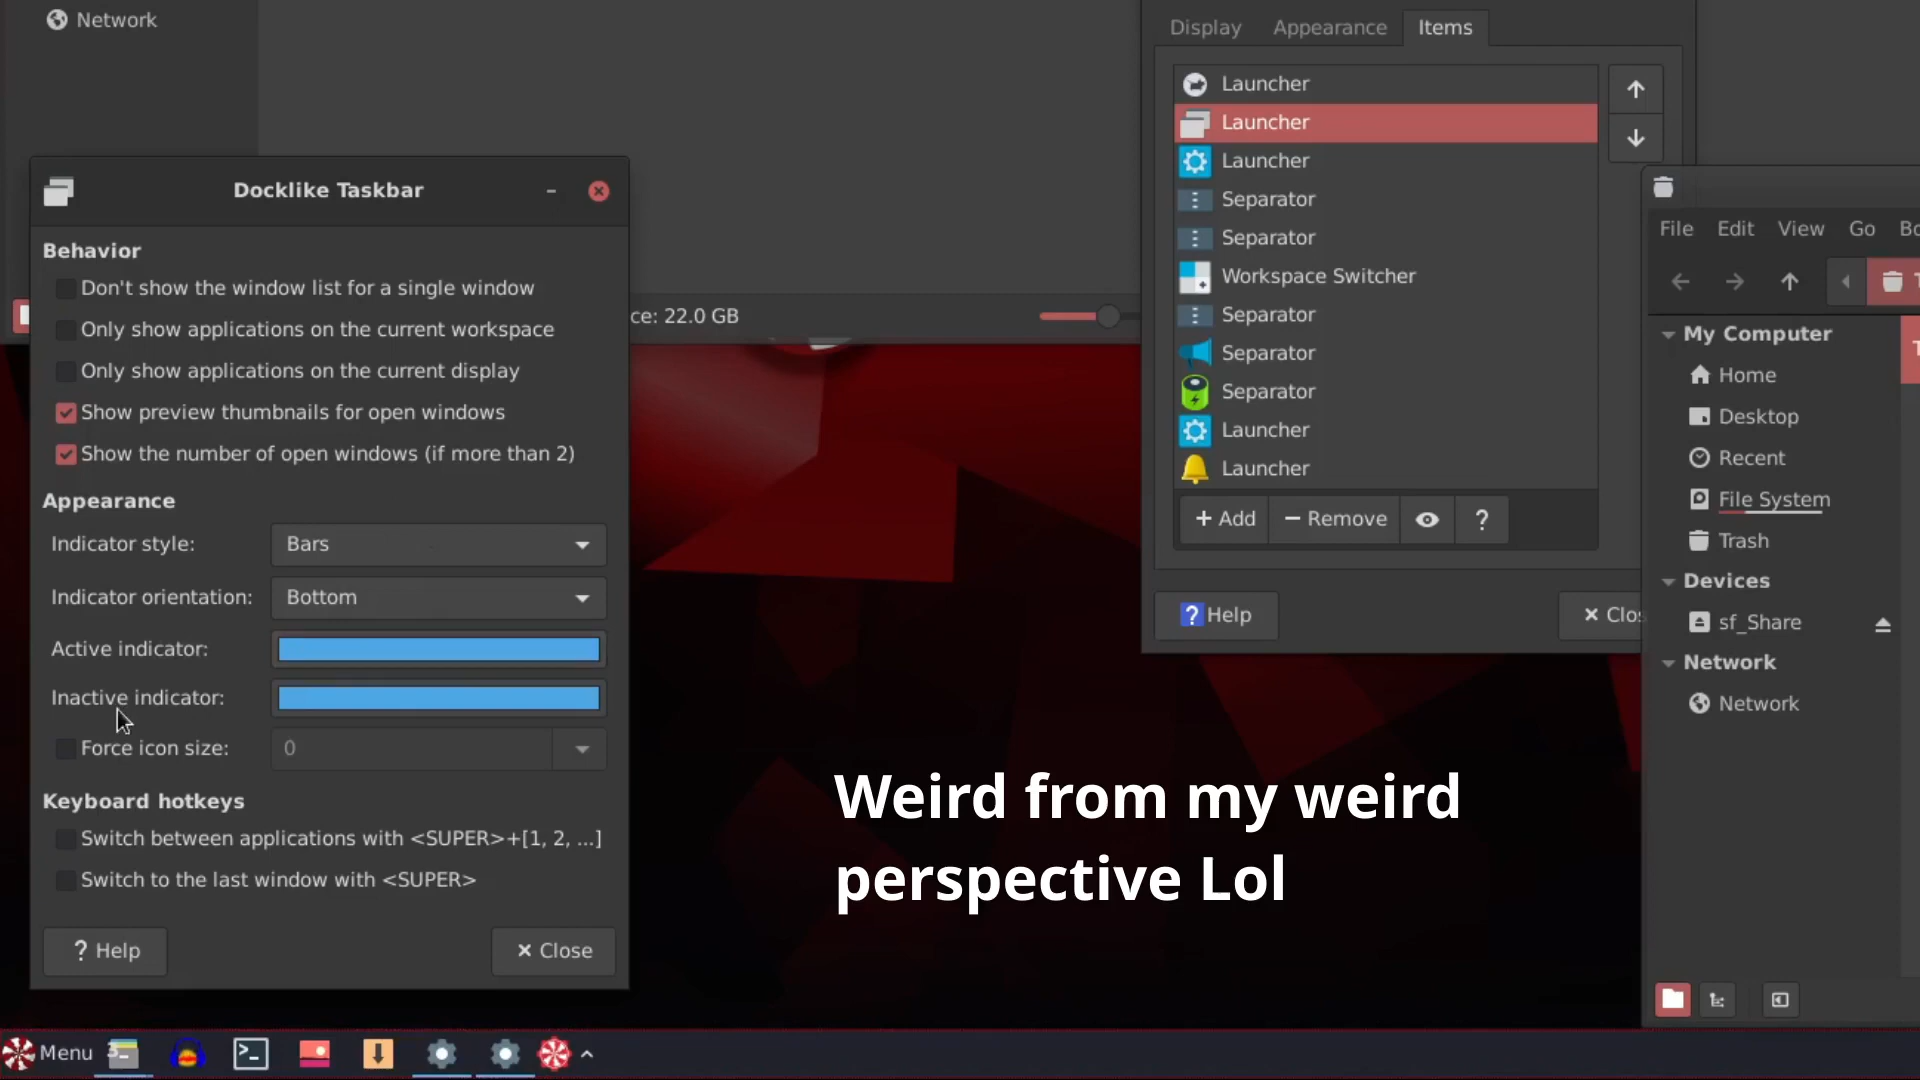 Network
Display Appearance Items
Launcher
Launcher
Launcher
Separator
Separator
Workspace Switcher
Separator
Separator
Separator
Launcher
Launcher
+ Add
− Remove
?
? Help
Docklike Taskbar
Behavior
Don't show the window list for a single window
Only show applications on the current workspace
Only show applications on the current display
Show preview thumbnails for open windows
Show the number of open windows (if more than 2)
Appearance
Indicator style: Bars
Indicator orientation: Bottom
Active indicator:
Inactive indicator:
Force icon size: 0
Keyboard hotkeys
Switch between applications with <SUPER>+[1, 2, ...]
Switch to the last window with <SUPER>
? Help
× Close
22.0 GB
File Edit View Go
My Computer
Home
Desktop
Recent
File System
Trash
Devices
sf_Share
Network
Network
Weird from my weird
perspective Lol
Menu